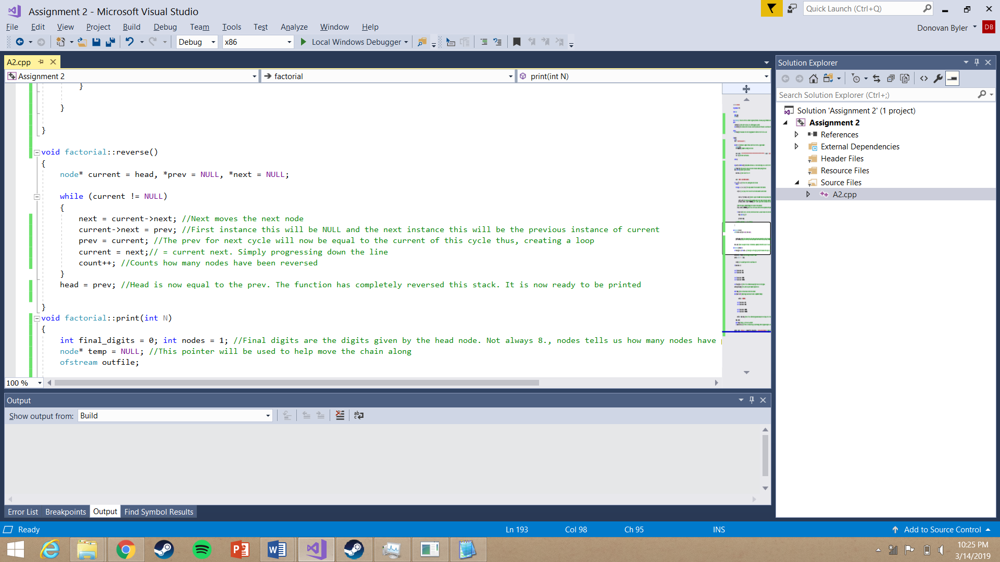 Assignment 2 - Microsoft Visual Studio
Quick Launch (Ctrl+Q)
File Edit View Project Build Debug Team Tools Test Analyze Window Help
Donovan Byler DB
Debug x86 Local Windows Debugger
A2.cpp
Assignment 2 factorial print(int N)
}
}
}
void factorial::reverse()
{
node* current = head, *prev = NULL, *next = NULL;
while (current != NULL)
{
next = current->next; //Next moves the next node
current->next = prev; //First instance this will be NULL and the next instance this will be the previous instance of current
prev = current; //The prev for next cycle will now be equal to the current of this cycle thus, creating a loop
current = next;// = current next. Simply progressing down the line
count++; //Counts how many nodes have been reversed
}
head = prev; //Head is now equal to the prev. The function has completely reversed this stack. It is now ready to be printed
}
void factorial::print(int N)
{
int final_digits = 0; int nodes = 1; //Final digits are the digits given by the head node. Not always 8., nodes tells us how many nodes have
node* temp = NULL; //This pointer will be used to help move the chain along
ofstream outfile;
100 %
Output
Show output from: Build
Error List Breakpoints Output Find Symbol Results
Solution Explorer
Search Solution Explorer (Ctrl+;)
Solution 'Assignment 2' (1 project)
Assignment 2
References
External Dependencies
Header Files
Resource Files
Source Files
A2.cpp
Ready Ln 193 Col 98 Ch 95 INS Add to Source Control
10:25 PM
3/14/2019